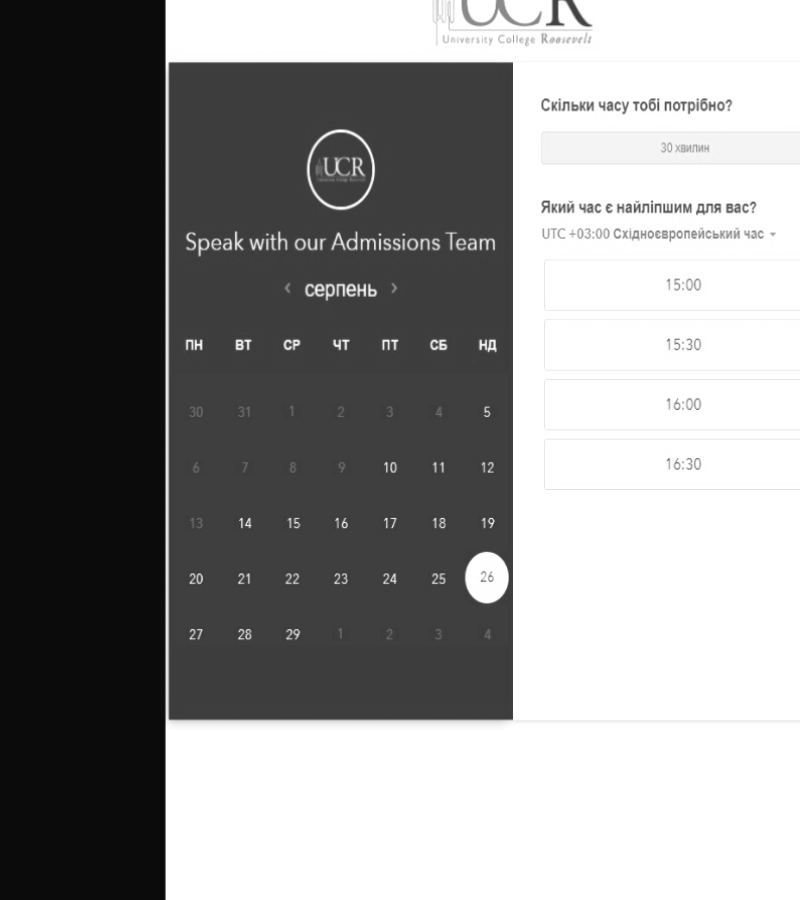 UCR
University College Roosevelt
UCR
Speak with our Admissions Team
‹ серпень ›
ПН ВТ СР ЧТ ПТ СБ НД
30 31 1 2 3 4 5
6 7 8 9 10 11 12
13 14 15 16 17 18 19
20 21 22 23 24 25 26
27 28 29 1 2 3 4
Скільки часу тобі потрібно?
30 хвилин
Який час є найліпшим для вас?
UTC +03:00 Східноєвропейський час
15:00
15:30
16:00
16:30